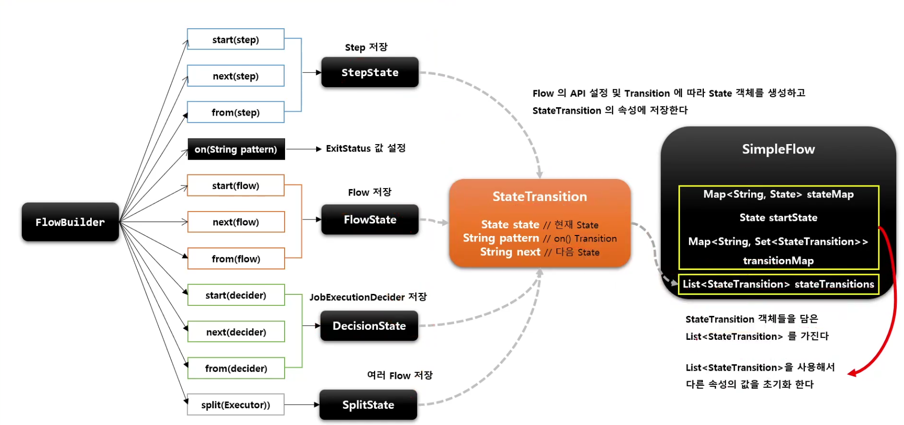 FlowBuilder
start(step)
next(step)
from(step)
on(String pattern)
start(flow)
next(flow)
from(flow)
start(decider)
next(decider)
from(decider)
split(Executor))
Step 저장
StepState
ExitStatus 값 설정
Flow 저장
FlowState
JobExecutionDecider 저장
DecisionState
여러 Flow 저장
SplitState
StateTransition
State state // 현재 State
String pattern // on() Transition
String next // 다음 State
Flow 의 API 설정 및 Transition 에 따라 State 객체를 생성하고
StateTransition 의 속성에 저장한다
SimpleFlow
Map<String, State> stateMap
State startState
Map<String, Set<StateTransition>>
transitionMap
List<StateTransition> stateTransitions
StateTransition 객체들을 담은
List<StateTransition> 를 가진다
List<StateTransition>을 사용해서
다른 속성의 값을 초기화 한다